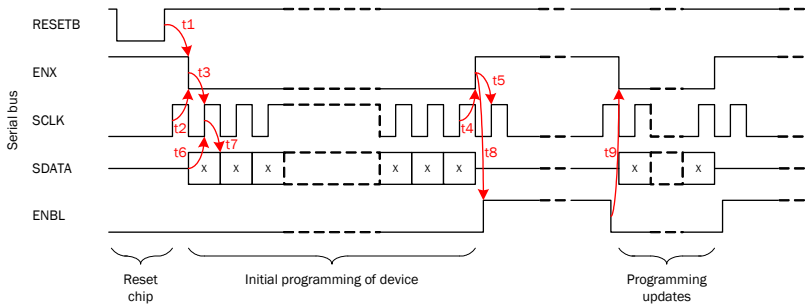 RESETB
t1
ENX
t3
t5
Serial bus
SCLK
t2
t4
t6
t7
t8
t9
SDATA
X X X X X X X X
ENBL
Reset
chip
Initial programming of device
Programming
updates